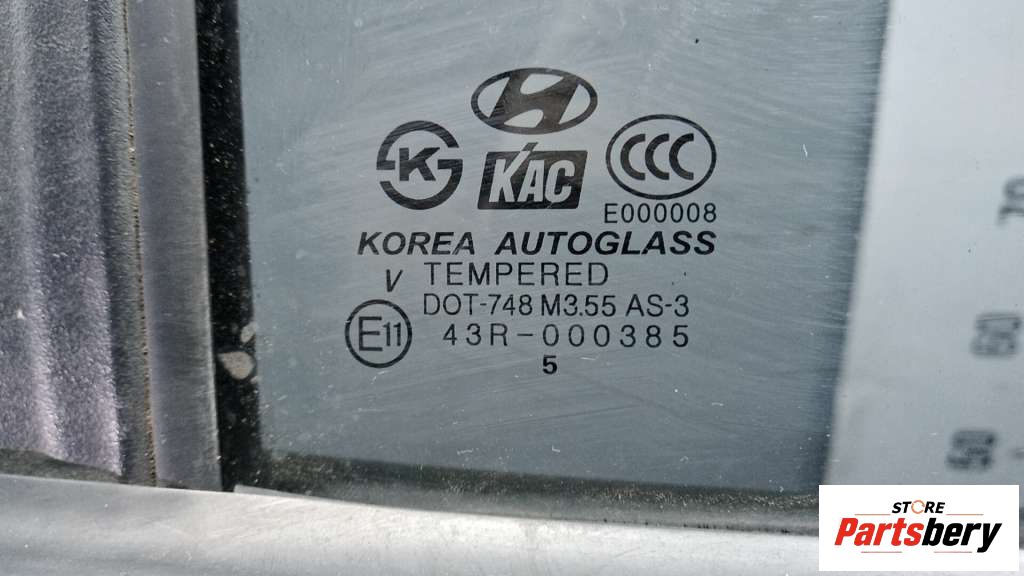 K
KAC
CCC
E000008
KOREA AUTOGLASS
V TEMPERED
DOT-748 M3.55 AS-3
E11 43R-000385
5
STORE
Partsbery